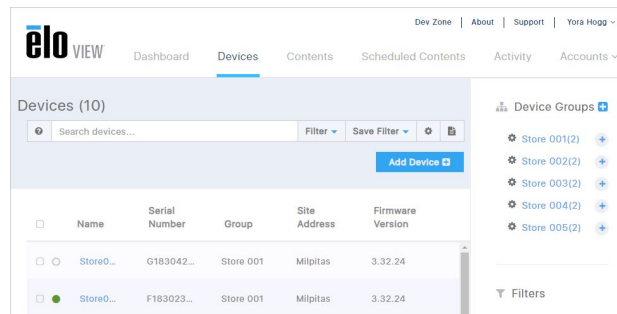 Dev Zone | About | Support | Yora Hogg
ēlo VIEW
Dashboard Devices Contents Scheduled Contents Activity Accounts
Devices (10)
Search devices... Filter Save Filter
Add Device
Name Serial Number Group Site Address Firmware Version
Store0... G183042... Store 001 Milpitas 3.32.24
Store0... F183023... Store 001 Milpitas 3.32.24
Device Groups
Store 001(2)
Store 002(2)
Store 003(2)
Store 004(2)
Store 005(2)
Filters